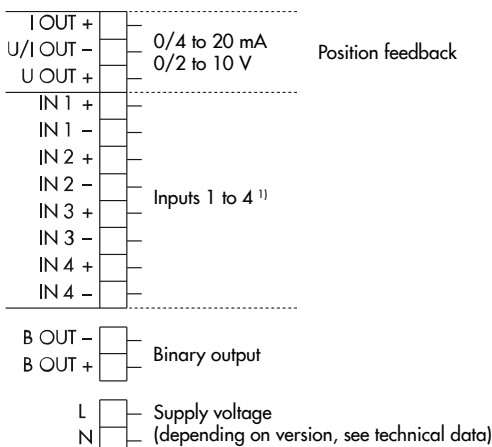 I OUT +
U/I OUT –
U OUT +
0/4 to 20 mA
0/2 to 10 V
Position feedback
IN 1 +
IN 1 –
IN 2 +
IN 2 –
IN 3 +
IN 3 –
IN 4 +
IN 4 –
Inputs 1 to 4 1)
B OUT –
B OUT +
Binary output
L
N
Supply voltage
(depending on version, see technical data)